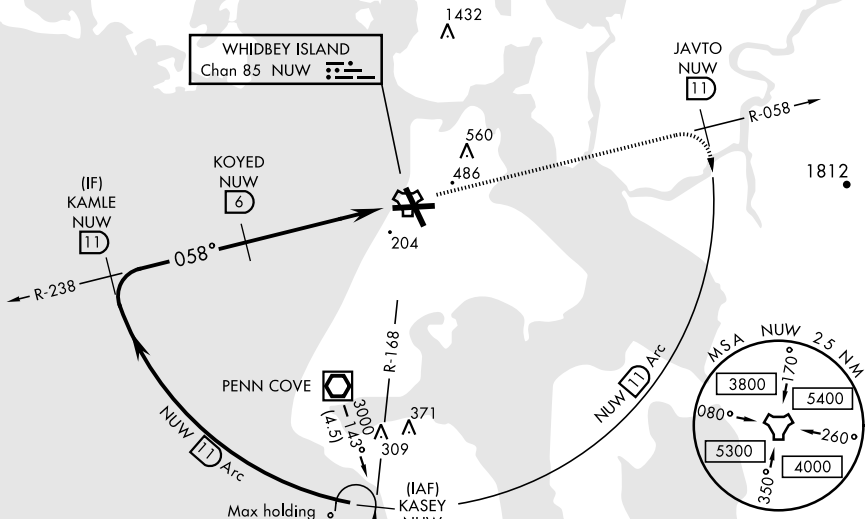 1432
WHIDBEY ISLAND
Chan 85 NUW
JAVTO
NUW
11
R-058
560
486
1812
KOYED
NUW
6
(IF)
KAMLE
NUW
11
058°
204
R-238
R-168
PENN COVE
3000
143°
(4.5)
371
309
NUW 11 Arc
NUW 11 Arc
(IAF)
KASEY
NUW
Max holding
MSA NUW 25 NM
3800
170°
5400
080°
260°
5300
4000
350°